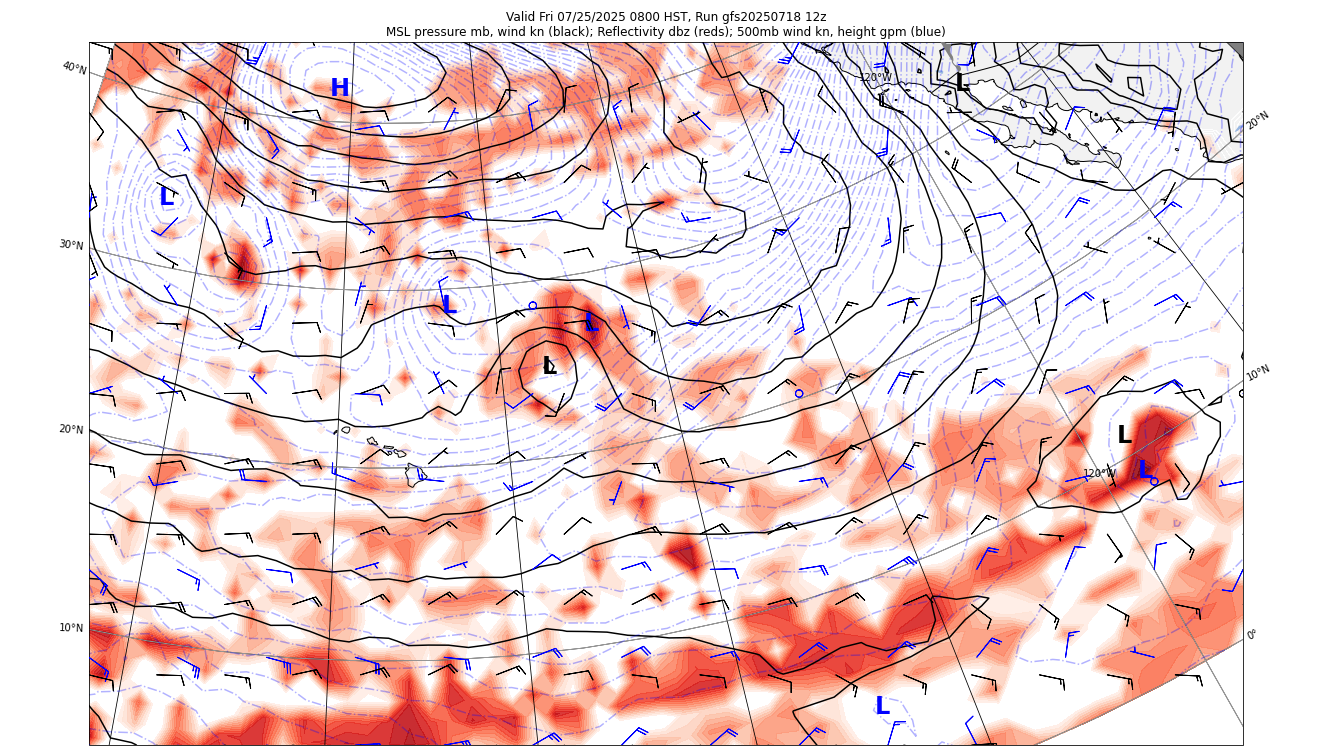 Valid Fri 07/25/2025 0800 HST, Run gfs20250718 12z
MSL pressure mb, wind kn (black); Reflectivity dbz (reds); 500mb wind kn, height gpm (blue)
40°N
120°W
L
H
20°N
L
30°N
L
L
L
10°N
20°N
L
120°W
L
10°N
0°
L